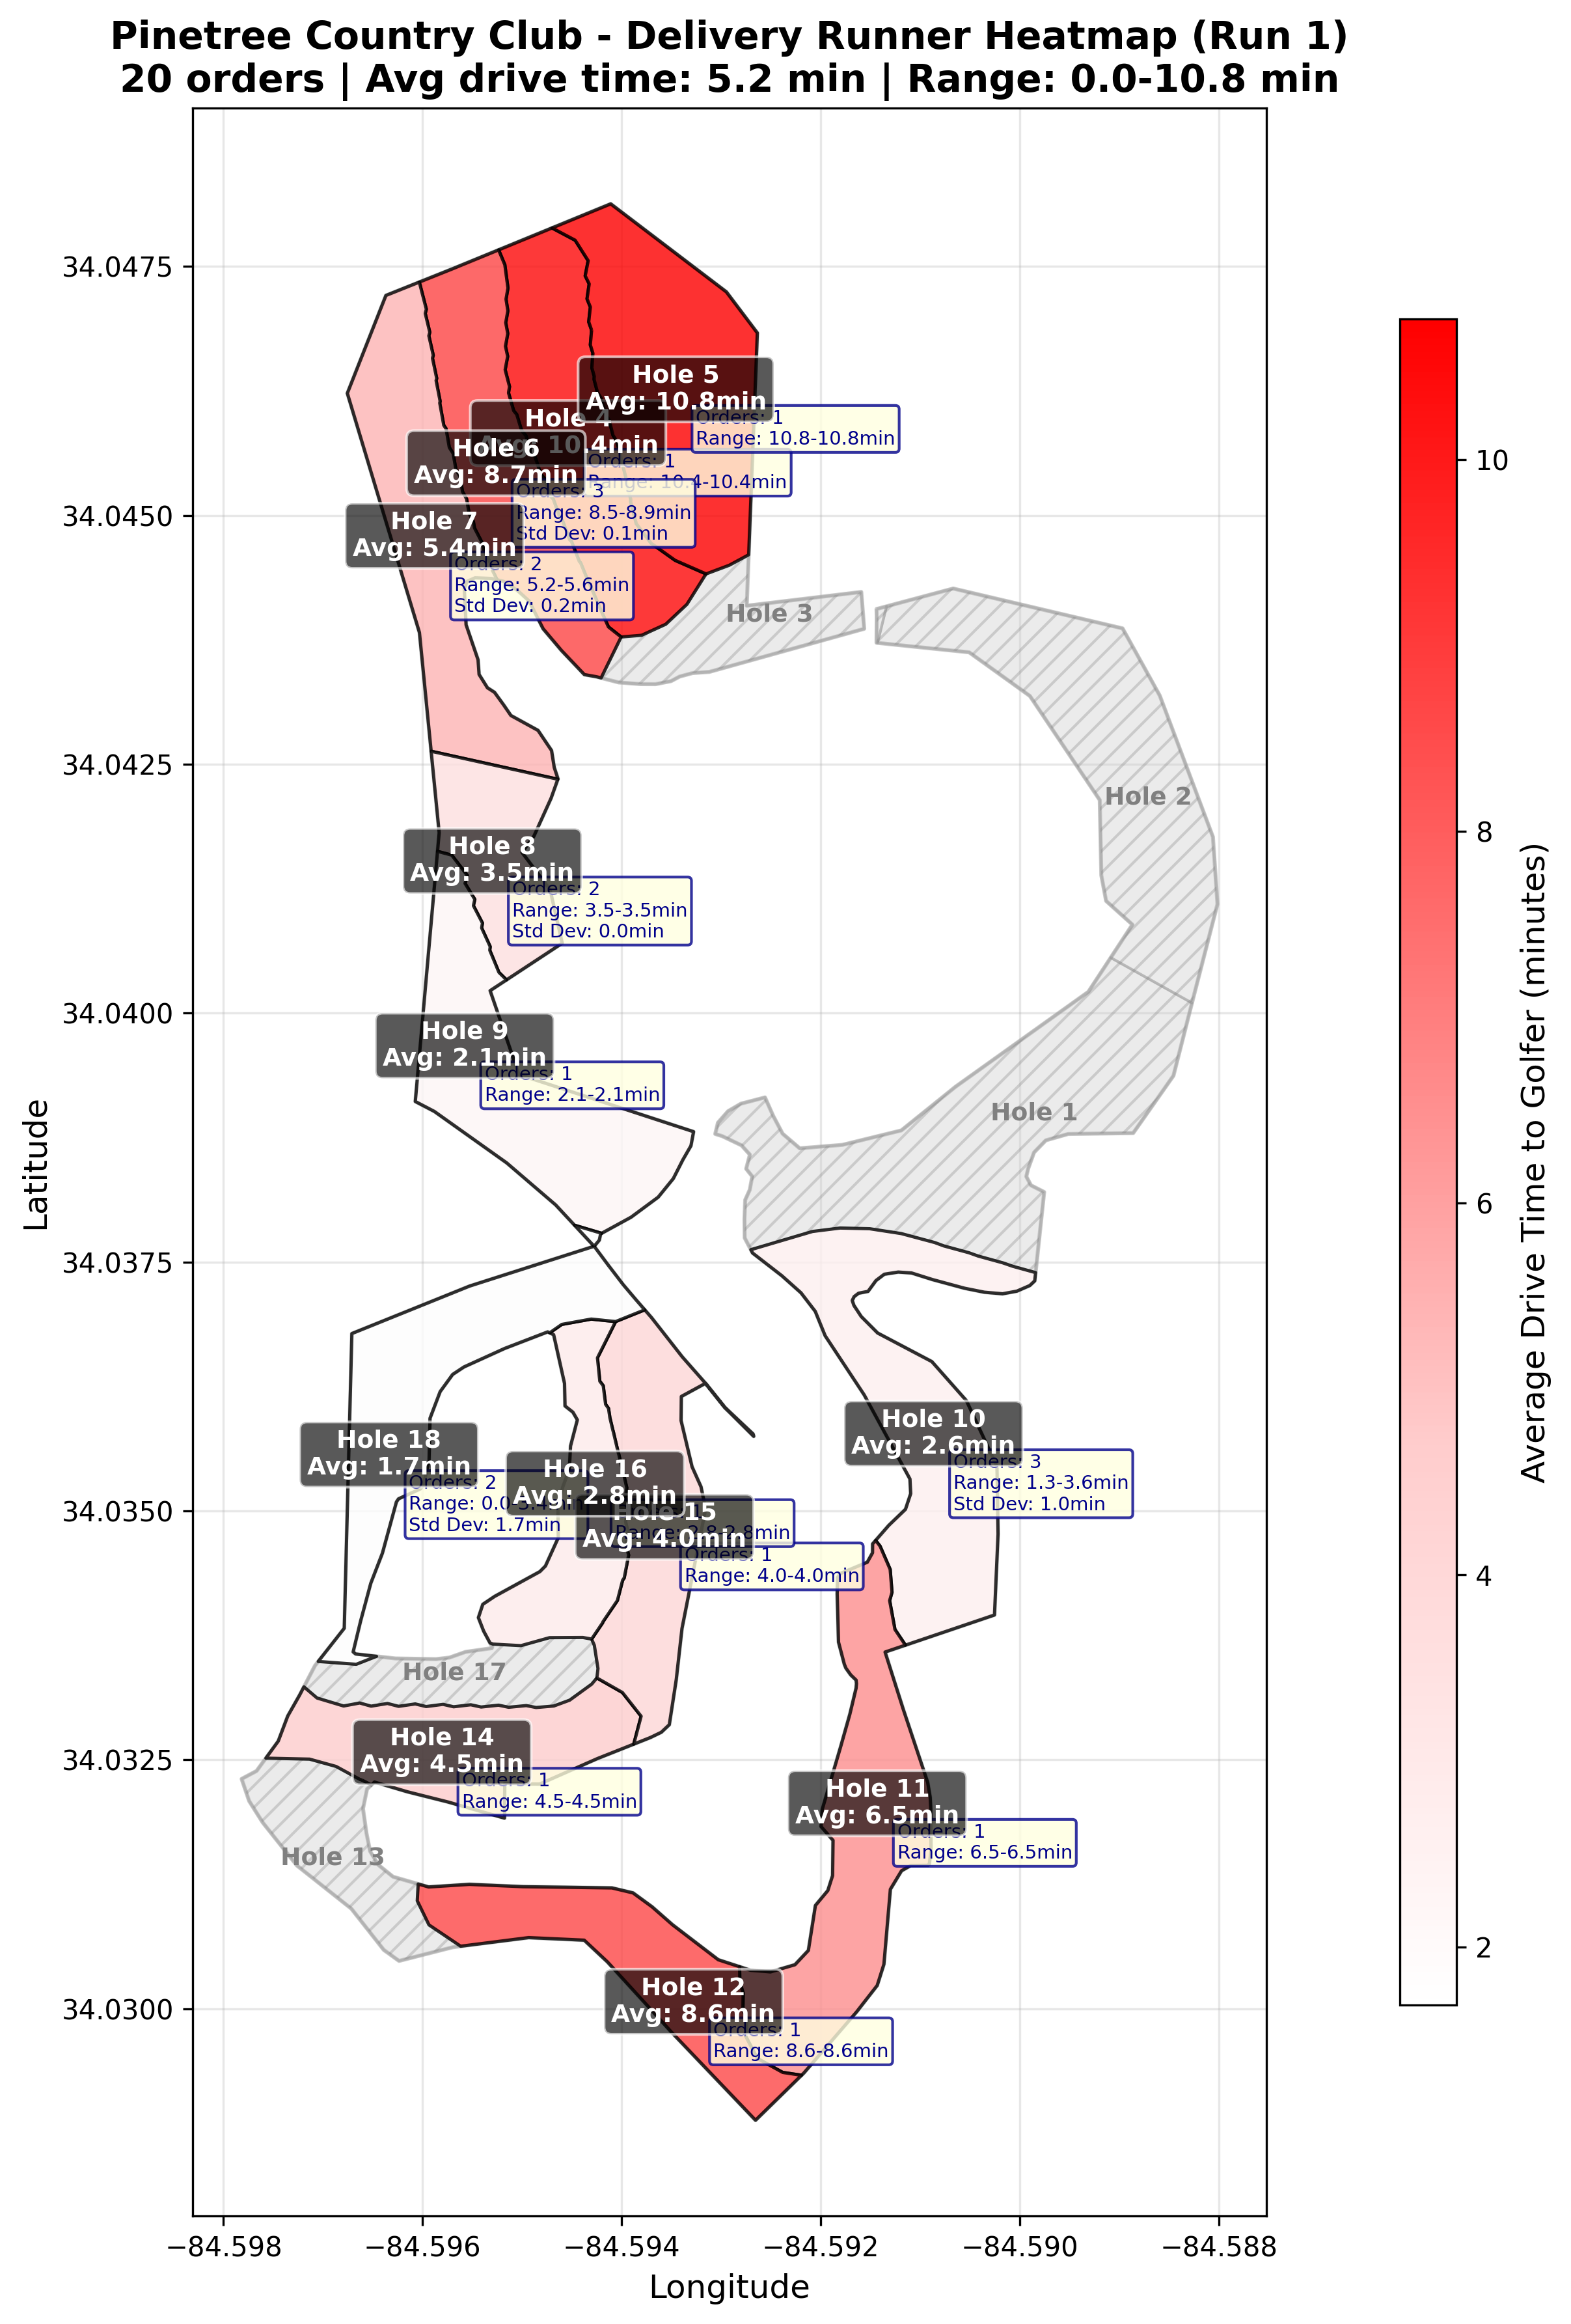 Pinetree Country Club - Delivery Runner Heatmap (Run 1)
20 orders | Avg drive time: 5.2 min | Range: 0.0-10.8 min
Hole 5
Avg: 10.8min
Orders: 1
Range: 10.8-10.8min
Hole 4
Avg: 10.4min
Orders: 1
Range: 10.4-10.4min
Hole 6
Avg: 8.7min
Orders: 3
Range: 8.5-8.9min
Std Dev: 0.1min
Hole 7
Avg: 5.4min
Orders: 2
Range: 5.2-5.6min
Std Dev: 0.2min
Hole 3
Hole 2
Hole 8
Avg: 3.5min
Orders: 2
Range: 3.5-3.5min
Std Dev: 0.0min
Hole 9
Avg: 2.1min
Orders: 1
Range: 2.1-2.1min
Hole 1
Hole 10
Avg: 2.6min
Orders: 3
Range: 1.3-3.6min
Std Dev: 1.0min
Hole 18
Avg: 1.7min
Orders: 2
Range: 0.0-3.4min
Std Dev: 1.7min
Hole 16
Avg: 2.8min
Range: 2.8-2.8min
Hole 15
Avg: 4.0min
Orders: 1
Range: 4.0-4.0min
Hole 17
Hole 14
Avg: 4.5min
Orders: 1
Range: 4.5-4.5min
Hole 11
Avg: 6.5min
Orders: 1
Range: 6.5-6.5min
Hole 13
Hole 12
Avg: 8.6min
Orders: 1
Range: 8.6-8.6min
34.0475
34.0450
34.0425
34.0400
34.0375
34.0350
34.0325
34.0300
Latitude
−84.598
−84.596
−84.594
−84.592
−84.590
−84.588
Longitude
10
8
6
4
2
Average Drive Time to Golfer (minutes)